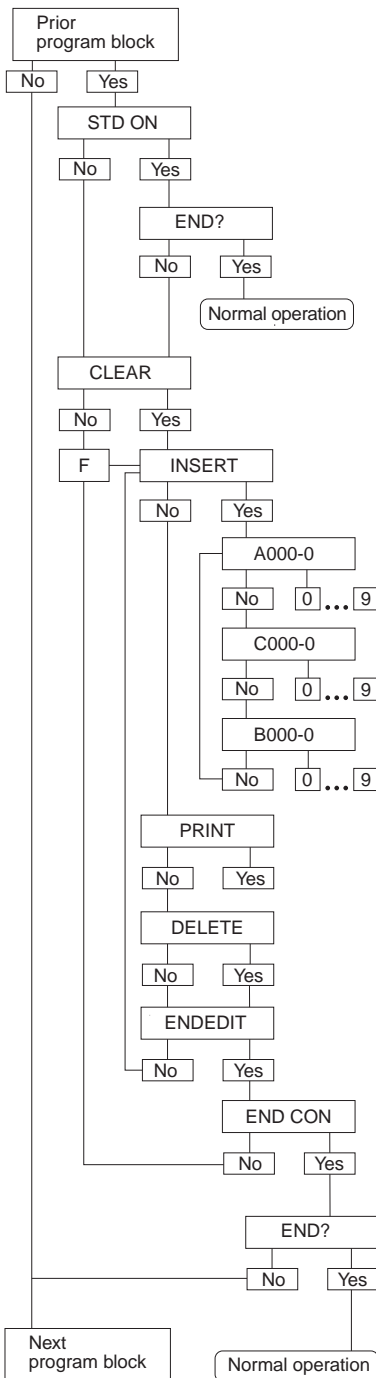 Prior
program block
No Yes
STD ON
No Yes
END?
No Yes
Normal operation
CLEAR
No Yes
F INSERT
No Yes
A000-0
No 0 ... 9
C000-0
No 0 ... 9
B000-0
No 0 ... 9
PRINT
No Yes
DELETE
No Yes
ENDEDIT
No Yes
END CON
No Yes
END?
No Yes
Next
program block
Normal operation